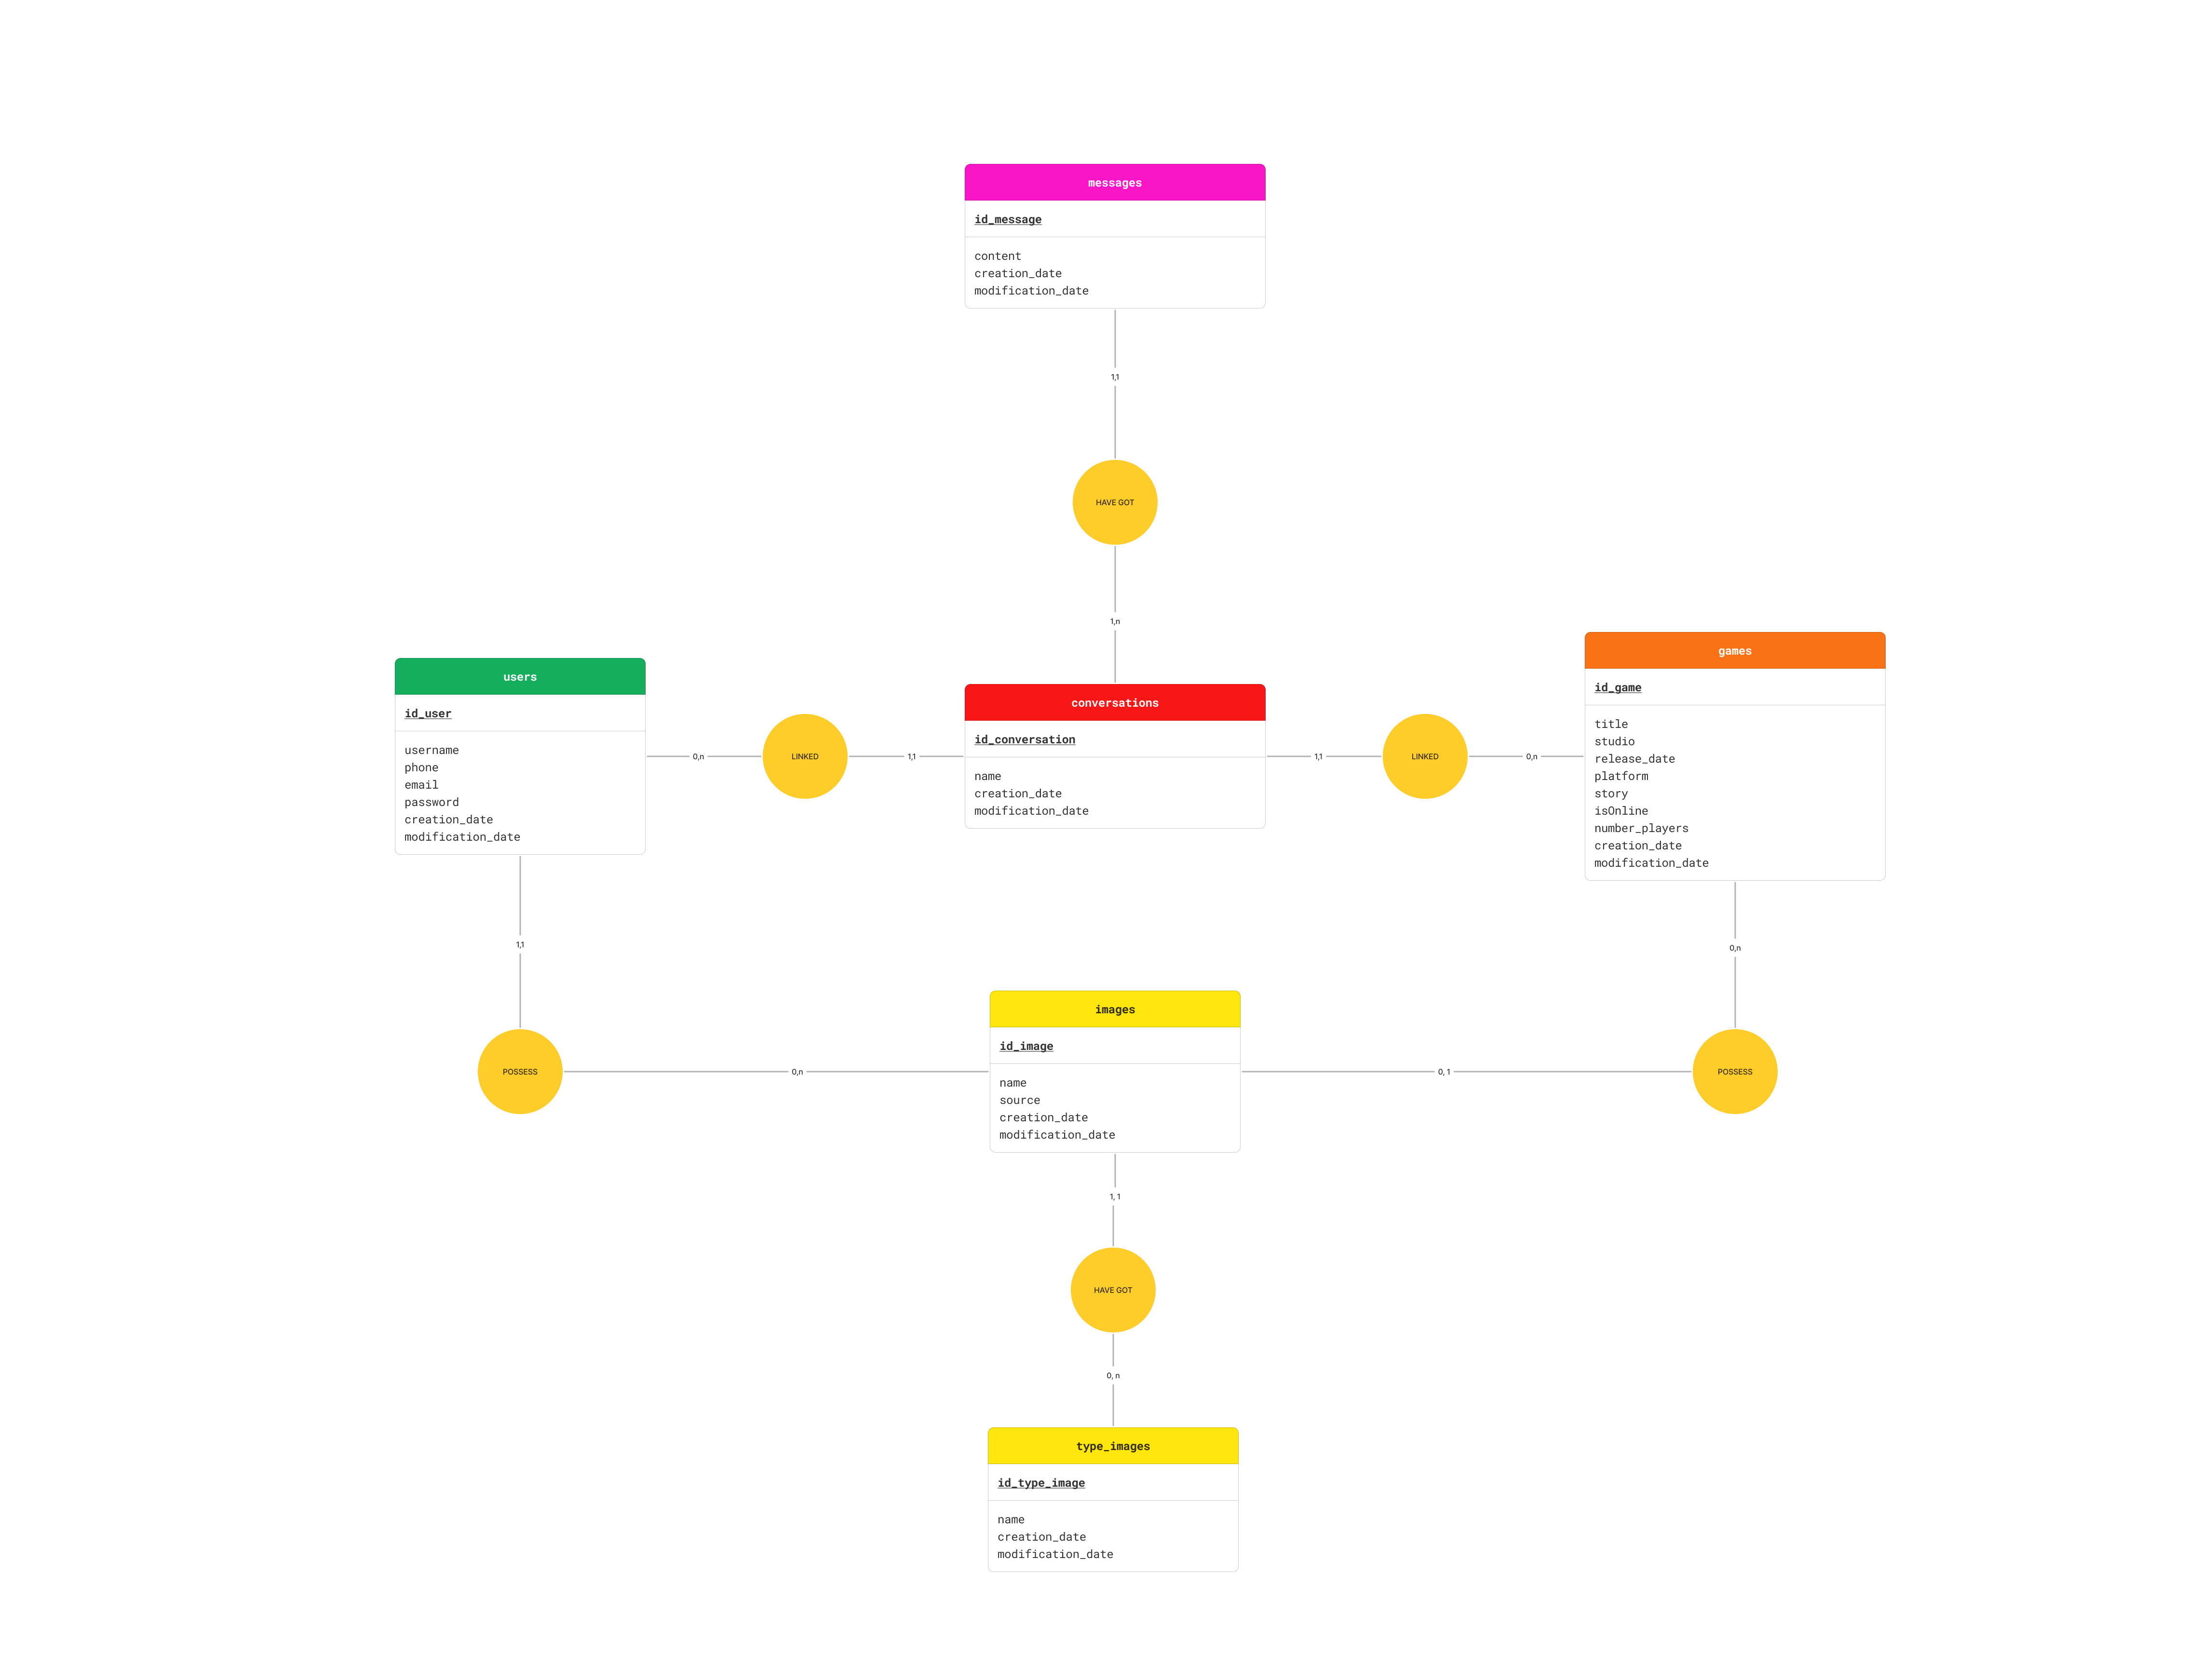 messages
id_message
content
creation_date
modification_date
1,1
HAVE GOT
1,n
users
id_user
username
phone
email
password
creation_date
modification_date
0,n
LINKED
1,1
conversations
id_conversation
name
creation_date
modification_date
1,1
LINKED
0,n
games
id_game
title
studio
release_date
platform
story
isOnline
number_players
creation_date
modification_date
1,1
0,n
POSSESS
0,n
images
id_image
name
source
creation_date
modification_date
0, 1
POSSESS
1, 1
HAVE GOT
0, n
type_images
id_type_image
name
creation_date
modification_date